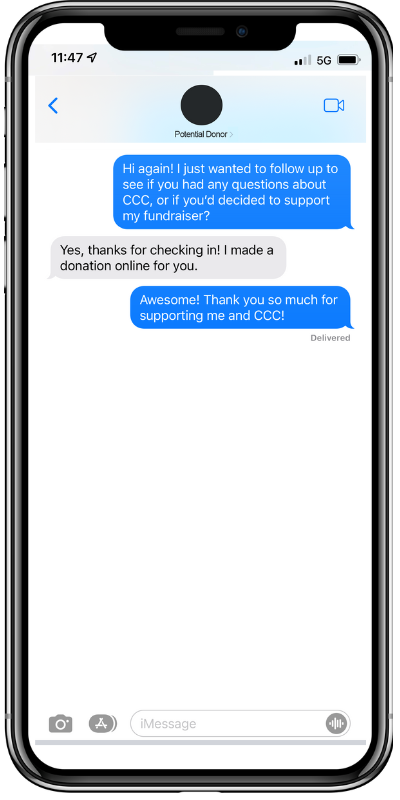 11:47
5G
Potential Donor
Hi again! I just wanted to follow up to
see if you had any questions about
CCC, or if you'd decided to support
my fundraiser?
Yes, thanks for checking in! I made a
donation online for you.
Awesome! Thank you so much for
supporting me and CCC!
Delivered
iMessage